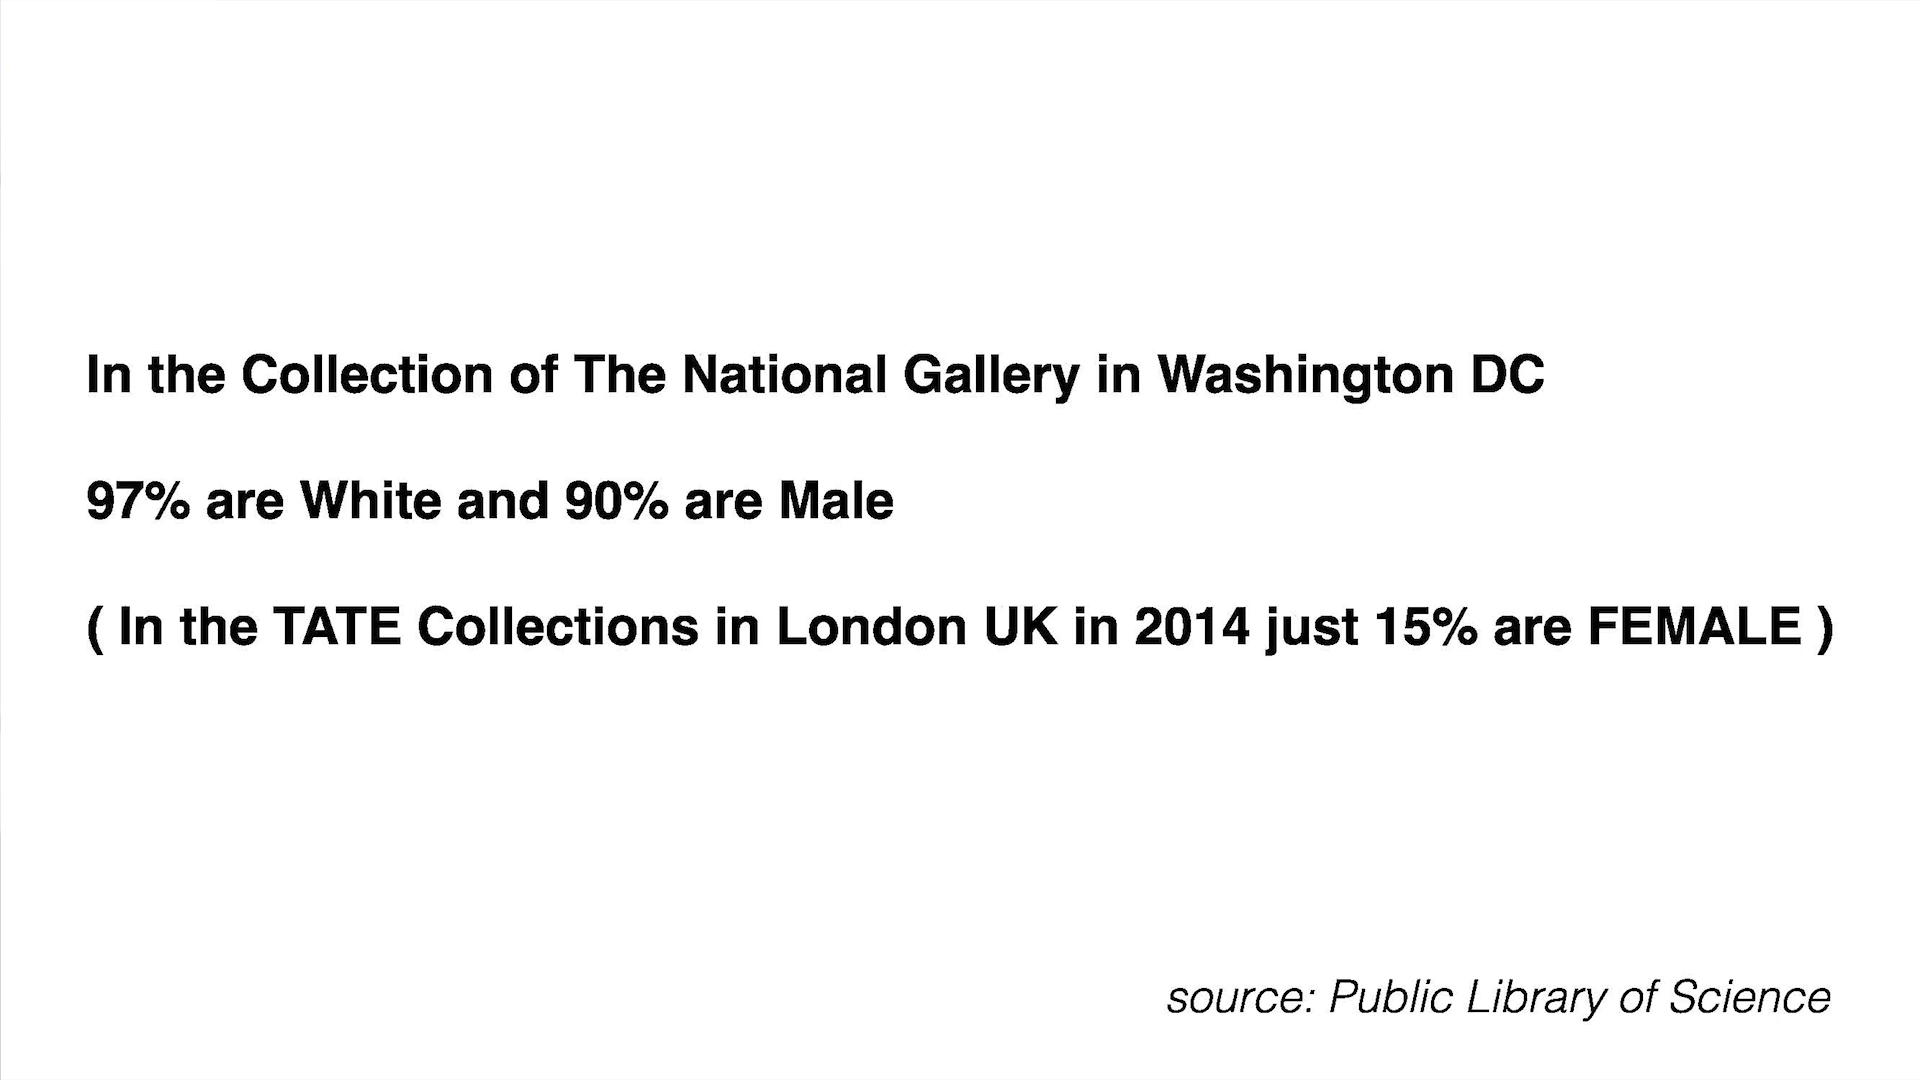 In the Collection of The National Gallery in Washington DC
97% are White and 90% are Male
( In the TATE Collections in London UK in 2014 just 15% are FEMALE )
source: Public Library of Science